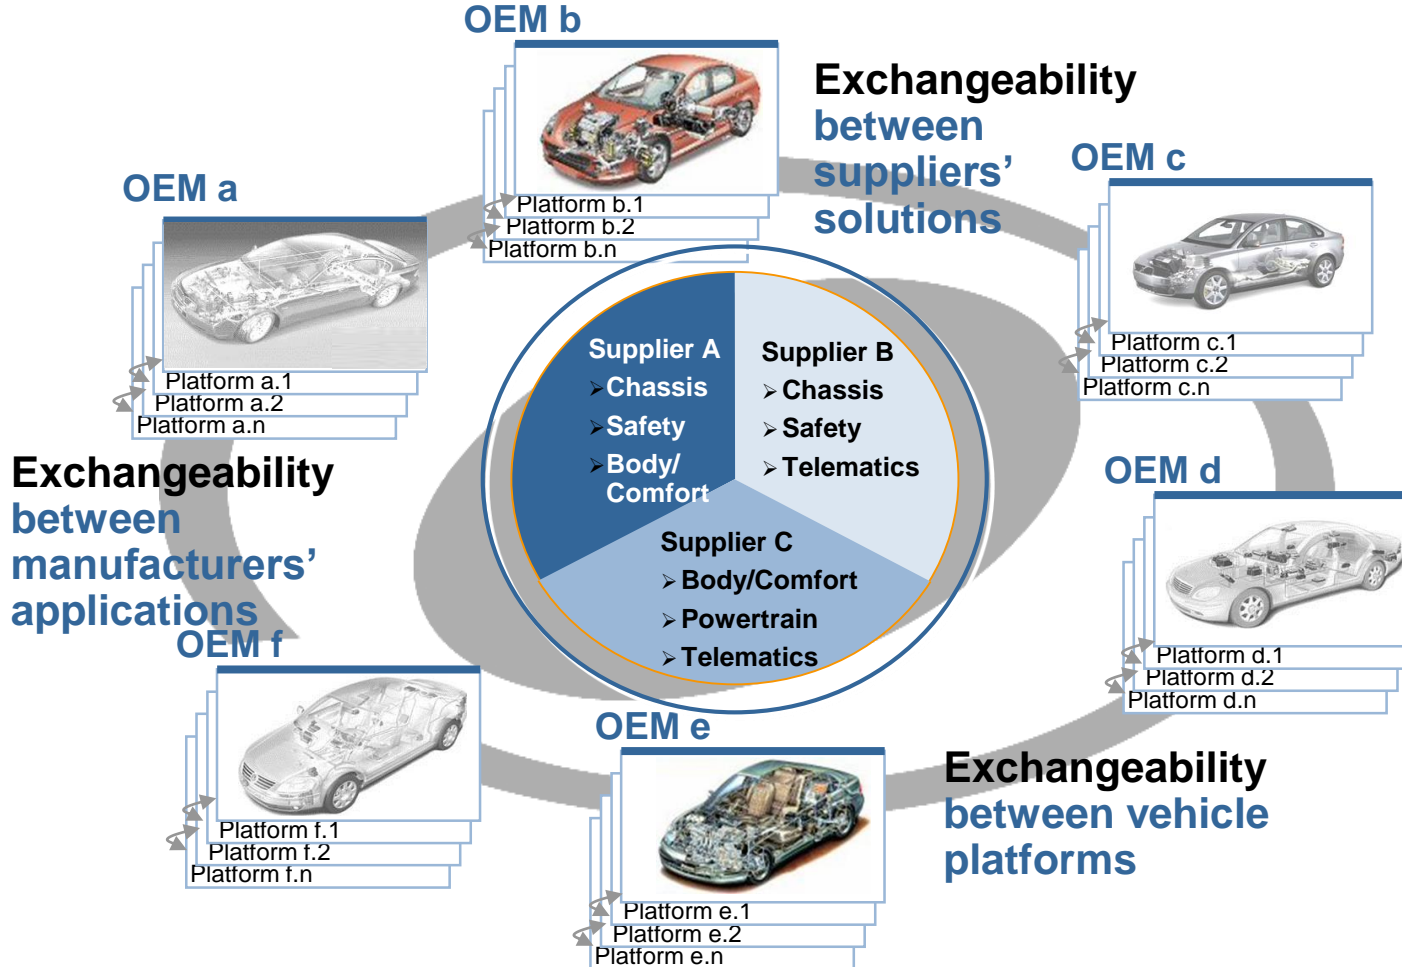 OEM b
Platform b.1
Platform b.2
Platform b.n
Exchangeability
between
suppliers’
solutions
OEM c
Platform c.1
Platform c.2
Platform c.n
OEM a
Platform a.1
Platform a.2
Platform a.n
Supplier A
➢Chassis
➢Safety
➢Body/
Comfort
Supplier B
➢Chassis
➢Safety
➢Telematics
Supplier C
➢Body/Comfort
➢Powertrain
➢Telematics
Exchangeability
between
manufacturers’
applications
OEM d
Platform d.1
Platform d.2
Platform d.n
OEM f
Platform f.1
Platform f.2
Platform f.n
OEM e
Platform e.1
Platform e.2
Platform e.n
Exchangeability
between vehicle
platforms